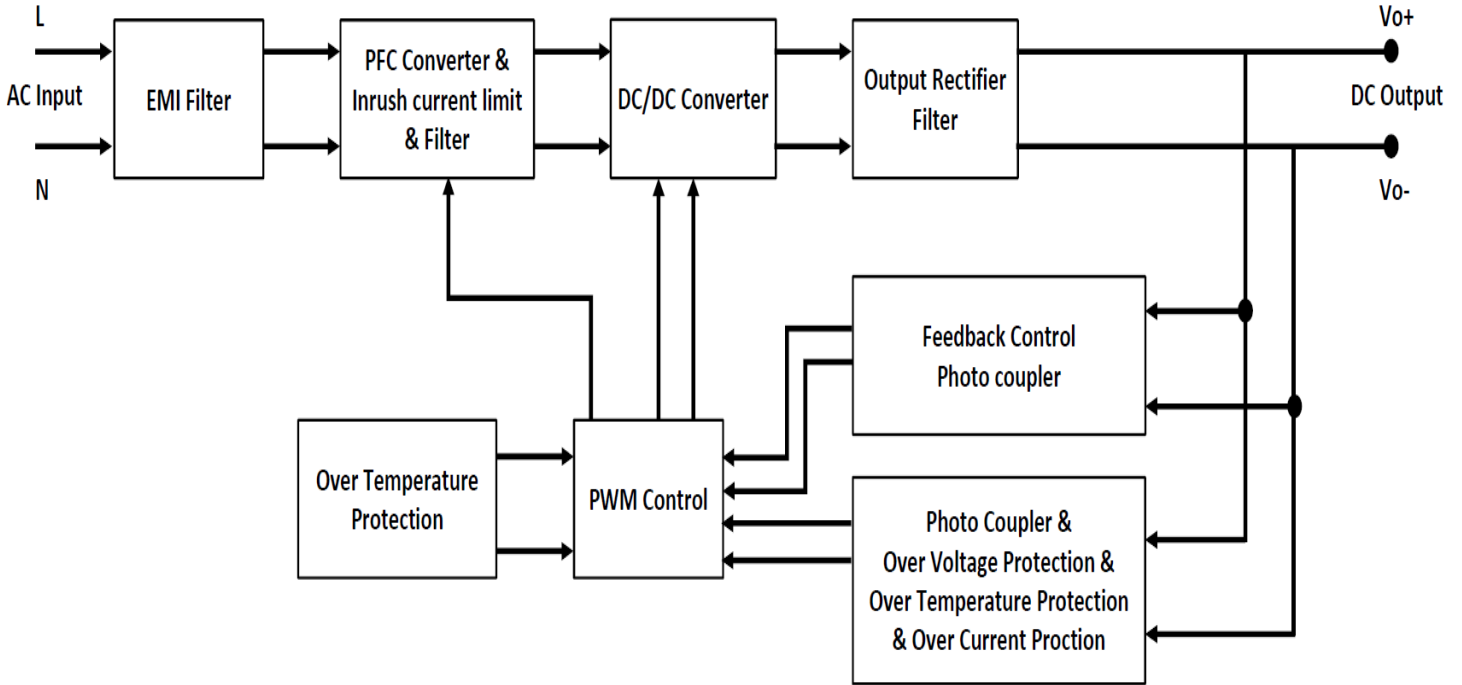 L
AC Input
N
EMI Filter
PFC Converter &
Inrush current limit
& Filter
DC/DC Converter
Output Rectifier
Filter
Vo+
DC Output
Vo-
Feedback Control
Photo coupler
Over Temperature
Protection
PWM Control
Photo Coupler &
Over Voltage Protection &
Over Temperature Protection
& Over Current Proction